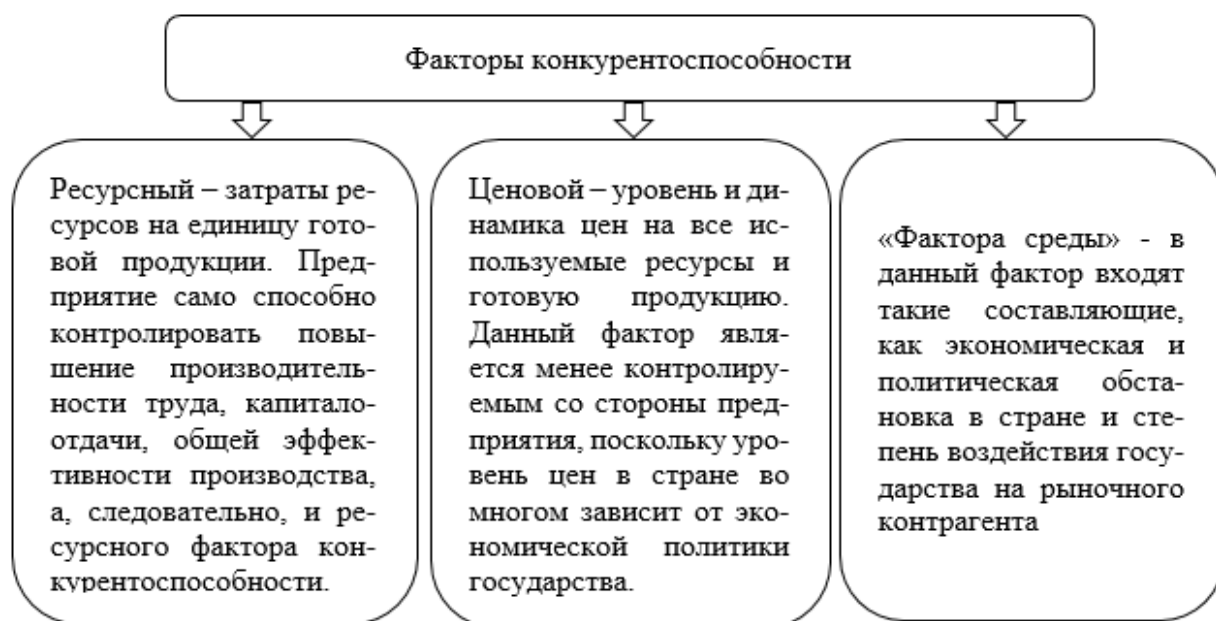 Факторы конкурентоспособности
Ресурсный – затраты ре-
сурсов на единицу гото-
вой продукции. Пред-
приятие само способно
контролировать повы-
шение производитель-
ности труда, капитало-
отдачи, общей эффек-
тивности производства,
а, следовательно, и ре-
сурсного фактора кон-
курентоспособности.
Ценовой – уровень и ди-
намика цен на все ис-
пользуемые ресурсы и
готовую продукцию.
Данный фактор явля-
ется менее контролиру-
емым со стороны пред-
приятия, поскольку уро-
вень цен в стране во
многом зависит от эко-
номической политики
государства.
«Фактора среды» - в
данный фактор входят
такие составляющие,
как экономическая и
политическая обста-
новка в стране и сте-
пень воздействия госу-
дарства на рыночного
контрагента